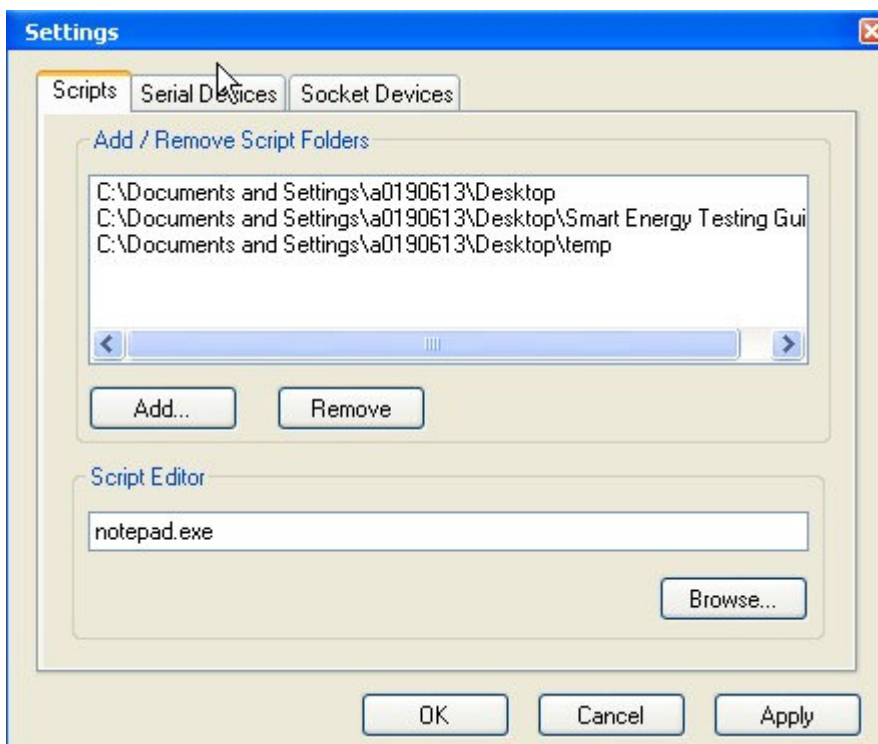 Settings
Scripts Serial Devices Socket Devices
Add / Remove Script Folders
C:\Documents and Settings\a0190613\Desktop
C:\Documents and Settings\a0190613\Desktop\Smart Energy Testing Gui
C:\Documents and Settings\a0190613\Desktop\temp
Add... Remove
Script Editor
notepad.exe
Browse...
OK Cancel Apply